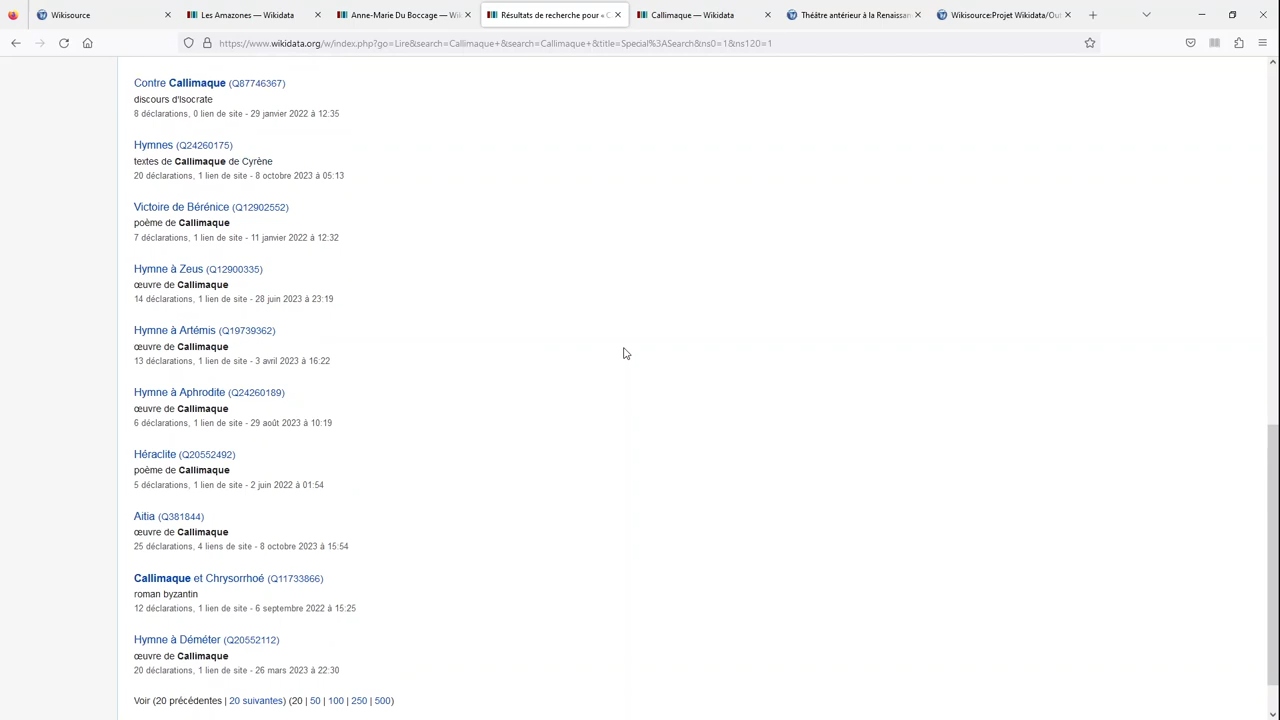 Wikisource
Les Amazones — Wikidata
Anne-Marie Du Boccage — Wik
Résultats de recherche pour « C
Callimaque — Wikidata
Théâtre antérieur à la Renaissan
Wikisource:Projet Wikidata/Out
https://www.wikidata.org/w/index.php?go=Lire&search=Callimaque+&search=Callimaque+&title=Special%3ASearch&ns0=1&ns120=1
Contre Callimaque (Q87746367)
discours d'Isocrate
8 déclarations, 0 lien de site - 29 janvier 2022 à 12:35
Hymnes (Q24260175)
textes de Callimaque de Cyrène
20 déclarations, 1 lien de site - 8 octobre 2023 à 05:13
Victoire de Bérénice (Q12902552)
poème de Callimaque
7 déclarations, 1 lien de site - 11 janvier 2022 à 12:32
Hymne à Zeus (Q12900335)
œuvre de Callimaque
14 déclarations, 1 lien de site - 28 juin 2023 à 23:19
Hymne à Artémis (Q19739362)
œuvre de Callimaque
13 déclarations, 1 lien de site - 3 avril 2023 à 16:22
Hymne à Aphrodite (Q24260189)
œuvre de Callimaque
6 déclarations, 1 lien de site - 29 août 2023 à 10:19
Héraclite (Q20552492)
poème de Callimaque
5 déclarations, 1 lien de site - 2 juin 2022 à 01:54
Aitia (Q381844)
œuvre de Callimaque
25 déclarations, 4 liens de site - 8 octobre 2023 à 15:54
Callimaque et Chrysorrhoé (Q11733866)
roman byzantin
12 déclarations, 1 lien de site - 6 septembre 2022 à 15:25
Hymne à Déméter (Q20552112)
œuvre de Callimaque
20 déclarations, 1 lien de site - 26 mars 2023 à 22:30
Voir (20 précédentes | 20 suivantes) (20 | 50 | 100 | 250 | 500)